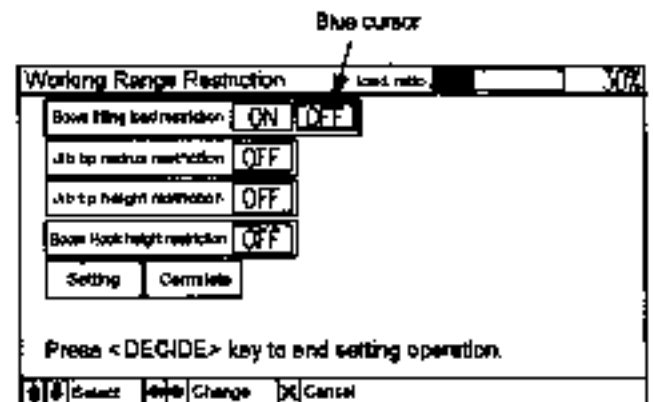 Blue cursor
Working Range Restriction Load ratio 30%
Boom lifting load restriction ON OFF
Jib tip radius restriction OFF
Jib tip height restriction OFF
Boom Hook height restriction OFF
Setting Complete
Press <DECIDE> key to end setting operation.
Select Change Cancel